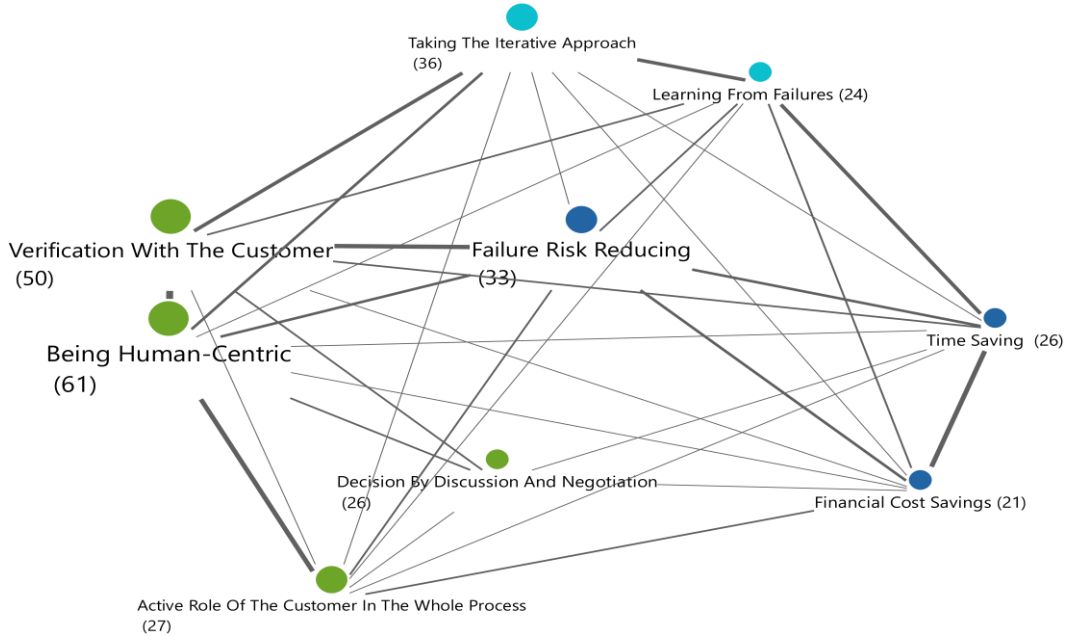 Taking The Iterative Approach
(36)
Learning From Failures (24)
Verification With The Customer
(50)
Failure Risk Reducing
(33)
Being Human-Centric
(61)
Time Saving (26)
Decision By Discussion And Negotiation
(26)
Financial Cost Savings (21)
Active Role Of The Customer In The Whole Process
(27)